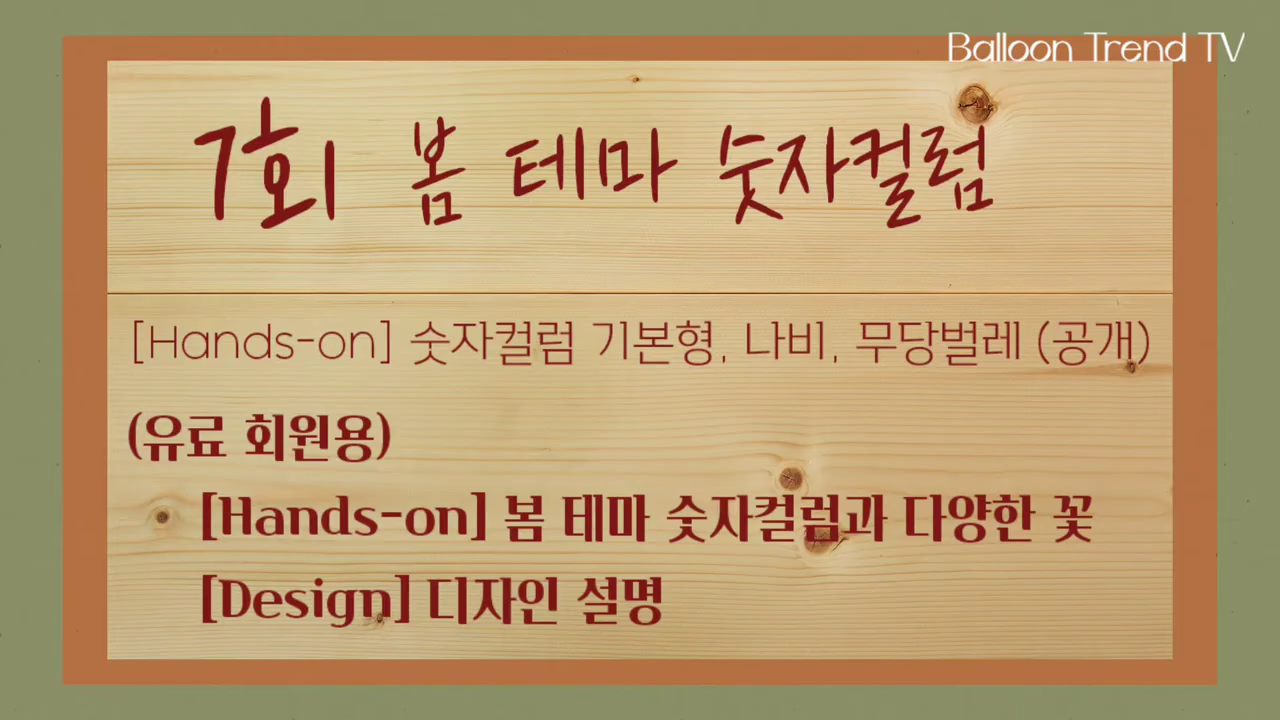 Balloon Trend TV
7회 봄 테마 숫자컬럼
[Hands-on] 숫자컬럼 기본형, 나비, 무당벌레 (공개)
(유료 회원용)
[Hands-on] 봄 테마 숫자컬럼과 다양한 꽃
[Design] 디자인 설명